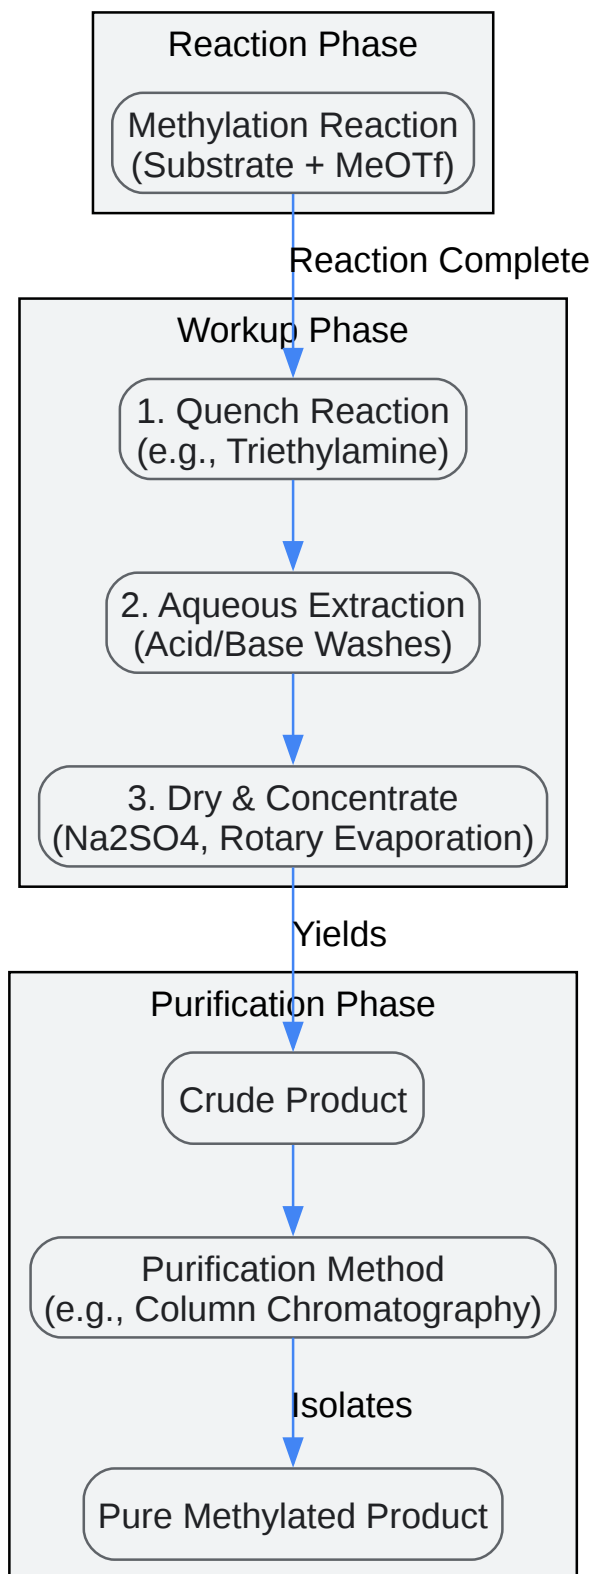 Reaction Phase
Methylation Reaction
(Substrate + MeOTf)
Reaction Complete
Workup Phase
1. Quench Reaction
(e.g., Triethylamine)
2. Aqueous Extraction
(Acid/Base Washes)
3. Dry & Concentrate
(Na2SO4, Rotary Evaporation)
Yields
Purification Phase
Crude Product
Purification Method
(e.g., Column Chromatography)
Isolates
Pure Methylated Product